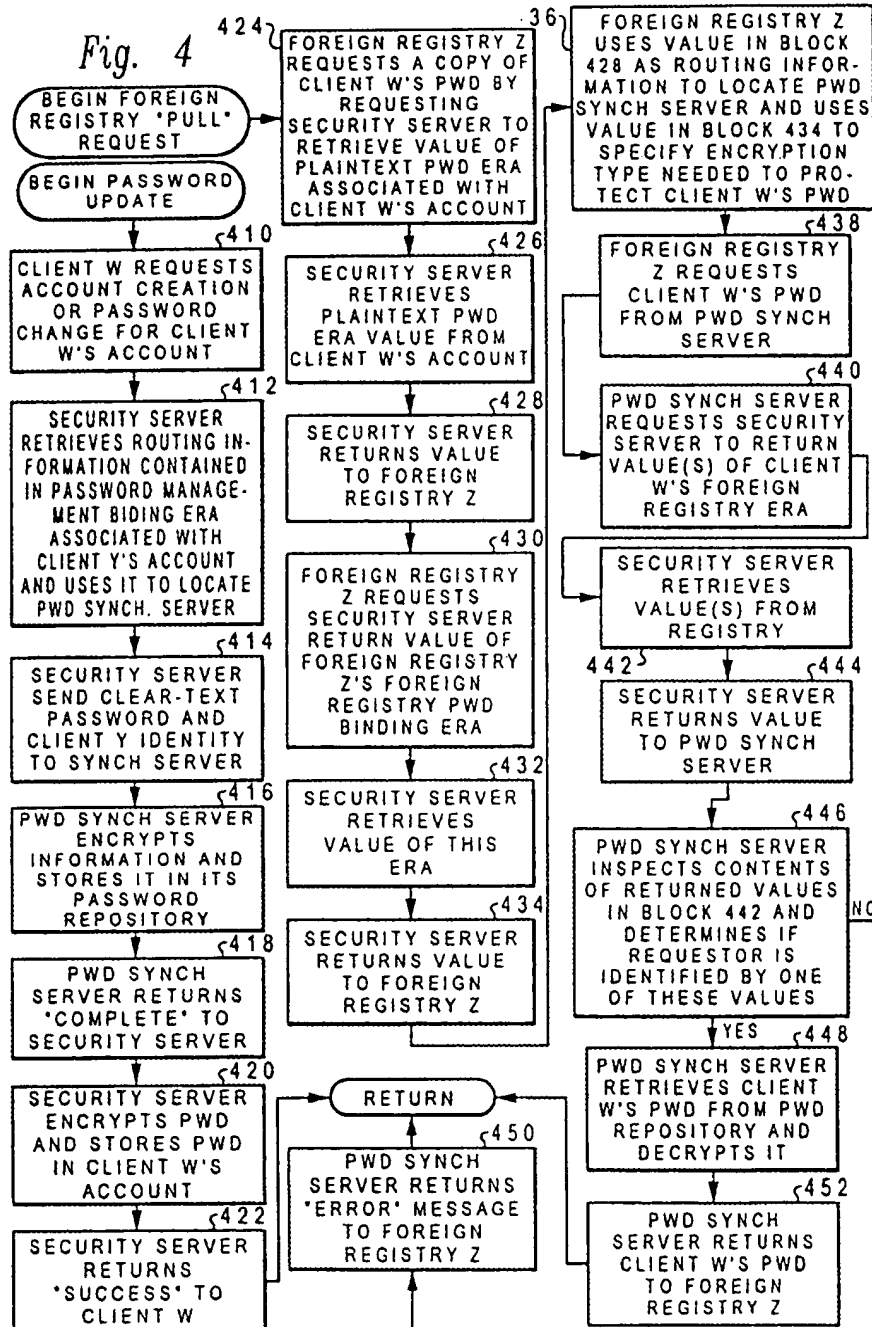 Fig. 4
BEGIN FOREIGN
REGISTRY "PULL"
REQUEST
BEGIN PASSWORD
UPDATE
410
CLIENT W REQUESTS
ACCOUNT CREATION
OR PASSWORD
CHANGE FOR CLIENT
W'S ACCOUNT
412
SECURITY SERVER
RETRIEVES ROUTING IN-
FORMATION CONTAINED
IN PASSWORD MANAGE-
MENT BIDING ERA
ASSOCIATED WITH
CLIENT Y'S ACCOUNT
AND USES IT TO LOCATE
PWD SYNCH. SERVER
414
SECURITY SERVER
SEND CLEAR-TEXT
PASSWORD AND
CLIENT Y IDENTITY
TO SYNCH SERVER
416
PWD SYNCH SERVER
ENCRYPTS
INFORMATION AND
STORES IT IN ITS
PASSWORD
REPOSITORY
418
PWD SYNCH
SERVER RETURNS
"COMPLETE" TO
SECURITY SERVER
420
SECURITY SERVER
ENCRYPTS PWD
AND STORES PWD
IN CLIENT W'S
ACCOUNT
422
SECURITY SERVER
RETURNS
"SUCCESS" TO
CLIENT W
424
FOREIGN REGISTRY Z
REQUESTS A COPY OF
CLIENT W'S PWD BY
REQUESTING
SECURITY SERVER TO
RETRIEVE VALUE OF
PLAINTEXT PWD ERA
ASSOCIATED WITH
CLIENT W'S ACCOUNT
426
SECURITY SERVER
RETRIEVES
PLAINTEXT PWD
ERA VALUE FROM
CLIENT W'S ACCOUNT
428
SECURITY SERVER
RETURNS VALUE
TO FOREIGN
REGISTRY Z
430
FOREIGN REGISTRY
Z REQUESTS
SECURITY SERVER
RETURN VALUE OF
FOREIGN REGISTRY
Z'S FOREIGN
REGISTRY PWD
BINDING ERA
432
SECURITY SERVER
RETRIEVES
VALUE OF THIS
ERA
434
SECURITY SERVER
RETURNS VALUE
TO FOREIGN
REGISTRY Z
RETURN
450
PWD SYNCH
SERVER RETURNS
"ERROR" MESSAGE
TO FOREIGN
REGISTRY Z
36
FOREIGN REGISTRY Z
USES VALUE IN BLOCK
428 AS ROUTING INFOR-
MATION TO LOCATE PWD
SYNCH SERVER AND USES
VALUE IN BLOCK 434 TO
SPECIFY ENCRYPTION
TYPE NEEDED TO PRO-
TECT CLIENT W'S PWD
438
FOREIGN REGISTRY
Z REQUESTS
CLIENT W'S PWD
FROM PWD SYNCH
SERVER
440
PWD SYNCH SERVER
REQUESTS SECURITY
SERVER TO RETURN
VALUE(S) OF CLIENT
W'S FOREIGN
REGISTRY ERA
SECURITY SERVER
RETRIEVES
VALUE(S) FROM
REGISTRY
442
444
SECURITY SERVER
RETURNS VALUE
TO PWD SYNCH
SERVER
446
PWD SYNCH SERVER
INSPECTS CONTENTS
OF RETURNED VALUES
IN BLOCK 442 AND
DETERMINES IF
REQUESTOR IS
IDENTIFIED BY ONE
OF THESE VALUES
NO
YES
448
PWD SYNCH SERVER
RETRIEVES CLIENT
W'S PWD FROM PWD
REPOSITORY AND
DECRYPTS IT
452
PWD SYNCH
SERVER RETURNS
CLIENT W'S PWD
TO FOREIGN
REGISTRY Z